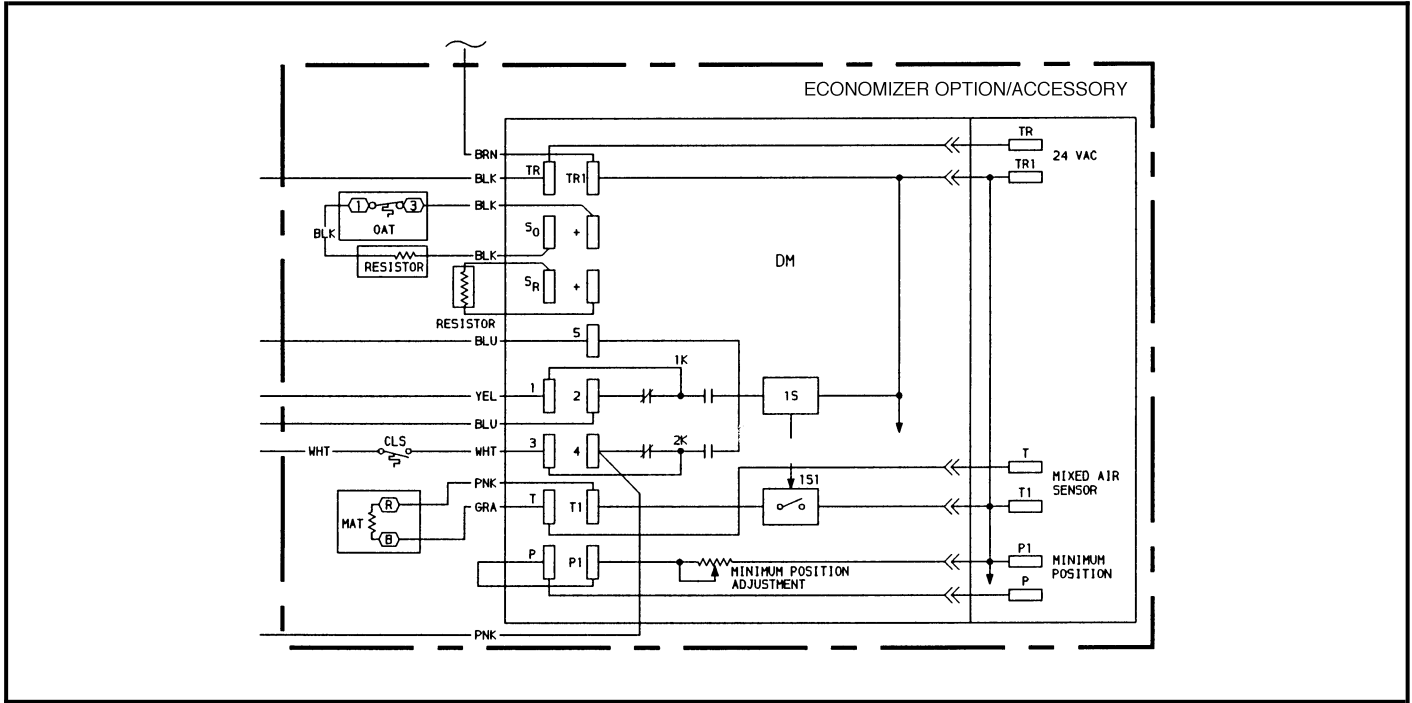 ECONOMIZER OPTION/ACCESSORY
TR
24 VAC
TR1
BRN
BLK
TR
TR1
BLK
1
3
OAT
BLK
SO
+
BLK
RESISTOR
SR
+
DM
RESISTOR
BLU
5
1K
YEL
1
2
1S
BLU
CLS
WHT
WHT
3
4
2K
T
MIXED AIR
SENSOR
T1
PNK
GRA
T
T1
1S1
MAT
R
B
P
P1
MINIMUM POSITION
ADJUSTMENT
P1
MINIMUM
POSITION
P
PNK